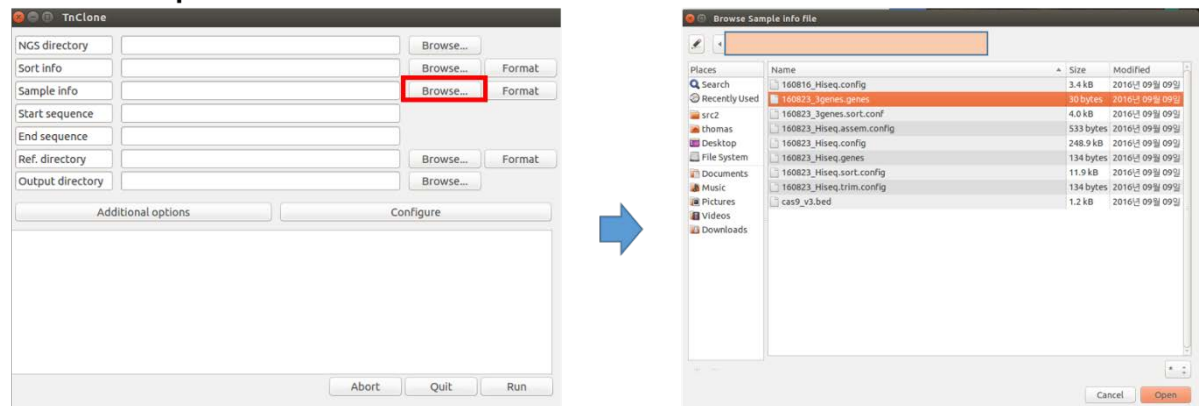 TnClone
NGS directory Browse...
Sort info Browse... Format
Sample info Browse... Format
Start sequence
End sequence
Ref. directory Browse... Format
Output directory Browse...
Additional options Configure
Abort Quit Run
Browse Sample info file
Places Name Size Modified
Search 160816_Hiseq.config 3.4 kB 2016년 09월 09일
Recently Used 160823_3genes.genes 30 bytes 2016년 09월 09일
src2 160823_3genes.sort.conf 4.0 kB 2016년 09월 09일
thomas 160823_Hiseq.assem.config 533 bytes 2016년 09월 09일
Desktop 160823_Hiseq.config 248.9 kB 2016년 09월 09일
File System 160823_Hiseq.genes 134 bytes 2016년 09월 09일
Documents 160823_Hiseq.sort.config 11.9 kB 2016년 09월 09일
Music 160823_Hiseq.trim.config 134 bytes 2016년 09월 09일
Pictures cas9_v3.bed 1.2 kB 2016년 09월 09일
Videos
Downloads
Cancel Open